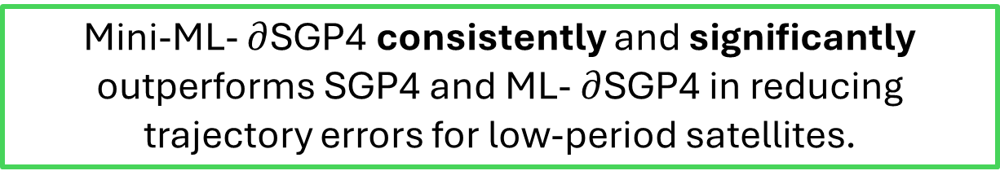 Mini-ML- ∂SGP4 consistently and significantly
outperforms SGP4 and ML- ∂SGP4 in reducing
trajectory errors for low-period satellites.